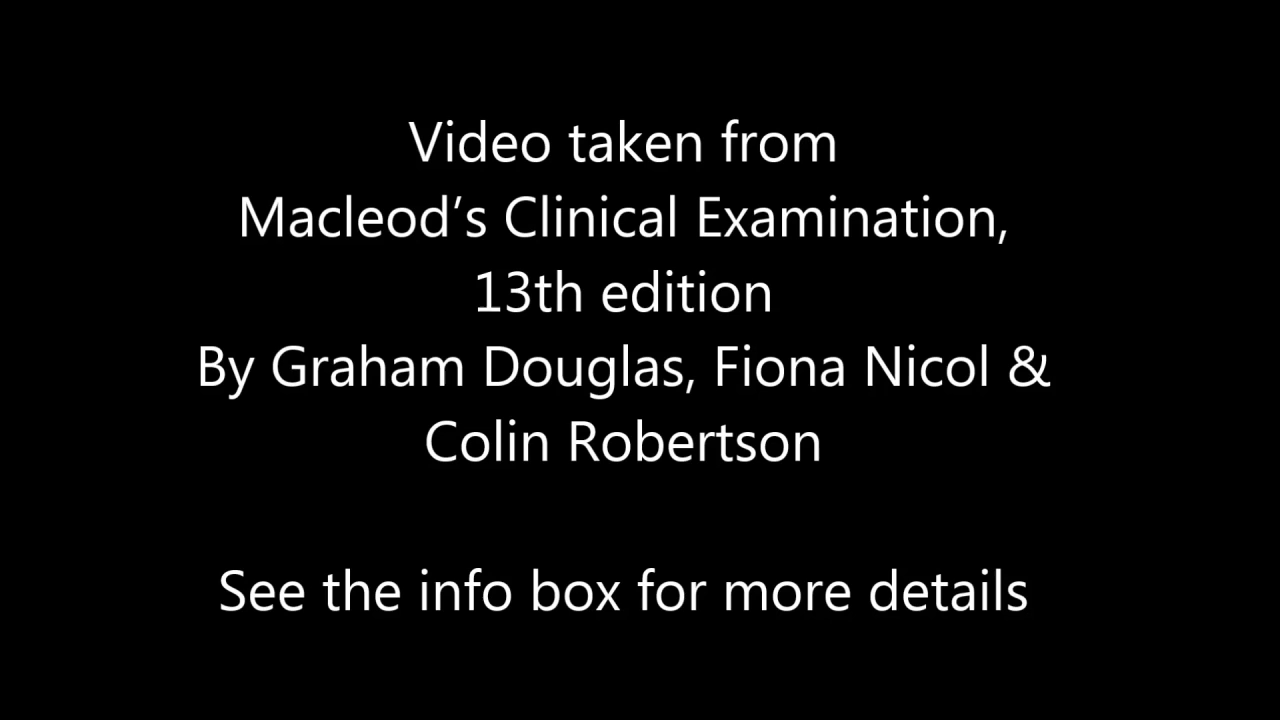 Video taken from
Macleod’s Clinical Examination,
13th edition
By Graham Douglas, Fiona Nicol &
Colin Robertson
See the info box for more details